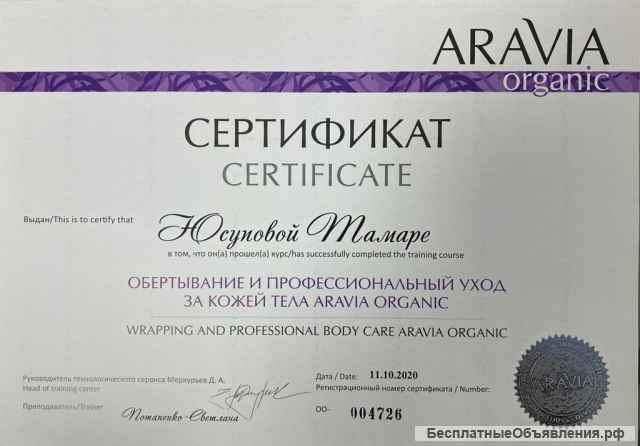 ARAVIA
organic
СЕРТИФИКАТ
CERTIFICATE
Выдан/This is to certify that
Юсуповой Тамаре
в том, что он(а) прошел(а) курс/has successfully completed the training course
ОБЕРТЫВАНИЕ И ПРОФЕССИОНАЛЬНЫЙ УХОД
ЗА КОЖЕЙ ТЕЛА ARAVIA ORGANIC
WRAPPING AND PROFESSIONAL BODY CARE ARAVIA ORGANIC
Руководитель технологического сервиса Меркурьев Д. А.
Head of training center
Преподаватель/Trainer
Потапенко Светлана
Дата / Date: 11.10.2020
Регистрационный номер сертификата / Number:
ОО- 004726
ARAVIA
БесплатныеОбъявления.рф